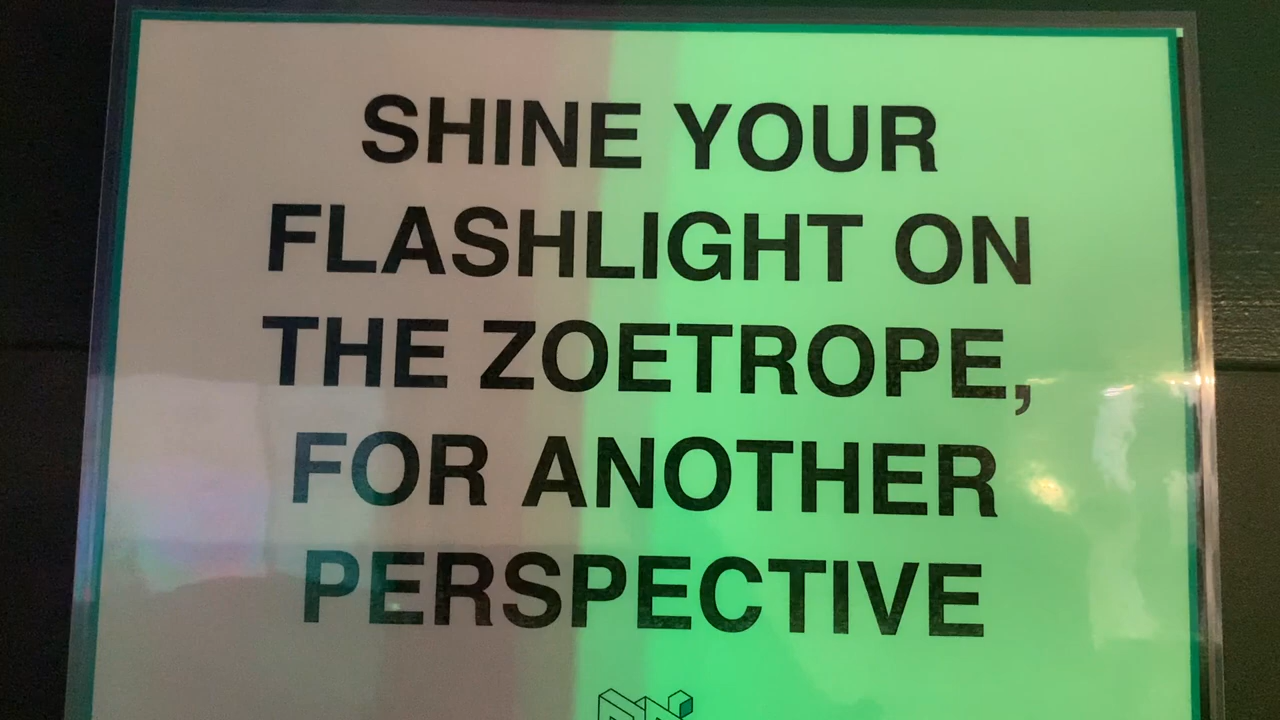 SHINE YOUR
FLASHLIGHT ON
THE ZOETROPE,
FOR ANOTHER
PERSPECTIVE